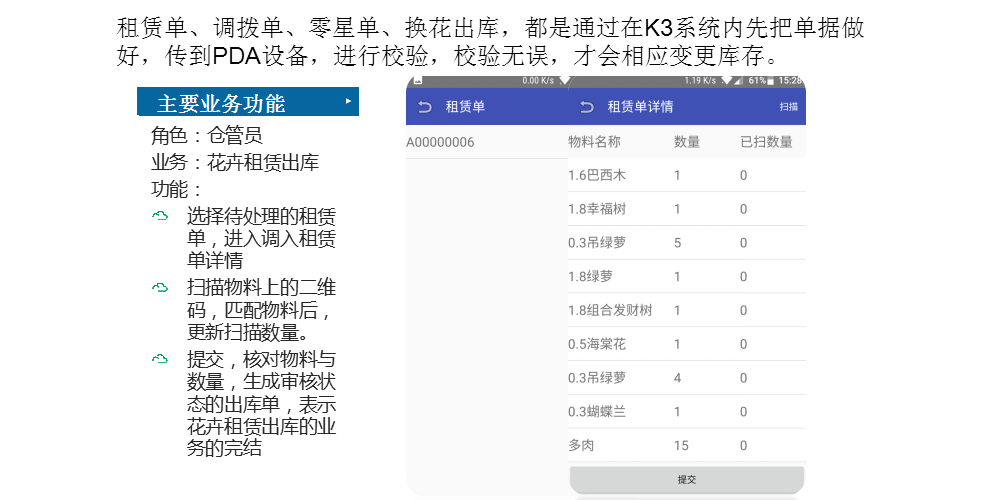 租赁单、调拨单、零星单、换花出库，都是通过在K3系统内先把单据做
好，传到PDA设备，进行校验，校验无误，才会相应变更库存。
主要业务功能
角色：仓管员
业务：花卉租赁出库
功能：
选择待处理的租赁
单，进入调入租赁
单详情
扫描物料上的二维
码，匹配物料后，
更新扫描数量。
提交，核对物料与
数量，生成审核状
态的出库单，表示
花卉租赁出库的业
务的完结
0.00 K/s
租赁单
A00000006
1.19 K/s 61% 15:28
租赁单详情 扫描
物料名称 数量 已扫数量
1.6巴西木 1 0
1.8幸福树 1 0
0.3吊绿萝 5 0
1.8绿萝 1 0
1.8组合发财树 1 0
0.5海棠花 1 0
0.3吊绿萝 4 0
0.3蝴蝶兰 1 0
多肉 15 0
提交